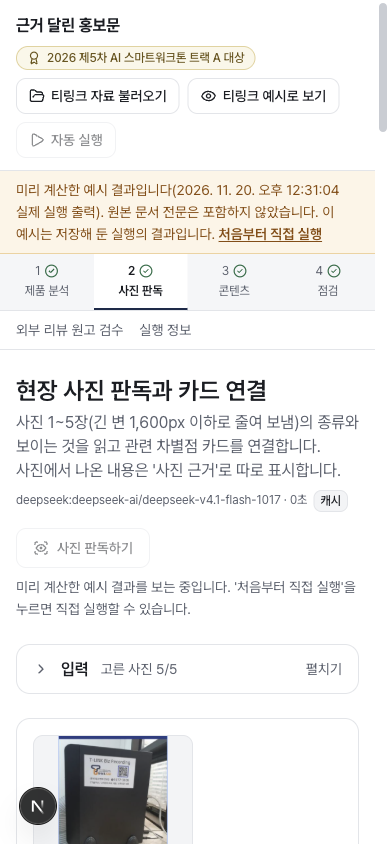 근거 달린 홍보문
2026 제5차 AI 스마트워크톤 트랙 A 대상
티링크 자료 불러오기
티링크 예시로 보기
자동 실행
미리 계산한 예시 결과입니다(2026. 11. 20. 오후 12:31:04
실제 실행 출력). 원본 문서 전문은 포함하지 않았습니다. 이
예시는 저장해 둔 실행의 결과입니다. 처음부터 직접 실행
1
제품 분석
2
사진 판독
3
콘텐츠
4
점검
외부 리뷰 원고 검수 실행 정보
현장 사진 판독과 카드 연결
사진 1~5장(긴 변 1,600px 이하로 줄여 보냄)의 종류와
보이는 것을 읽고 관련 차별점 카드를 연결합니다.
사진에서 나온 내용은 '사진 근거'로 따로 표시합니다.
deepseek:deepseek-ai/deepseek-v4.1-flash-1017 · 0초 캐시
사진 판독하기
미리 계산한 예시 결과를 보는 중입니다. '처음부터 직접 실행'을
누르면 직접 실행할 수 있습니다.
입력 고른 사진 5/5 펼치기
N